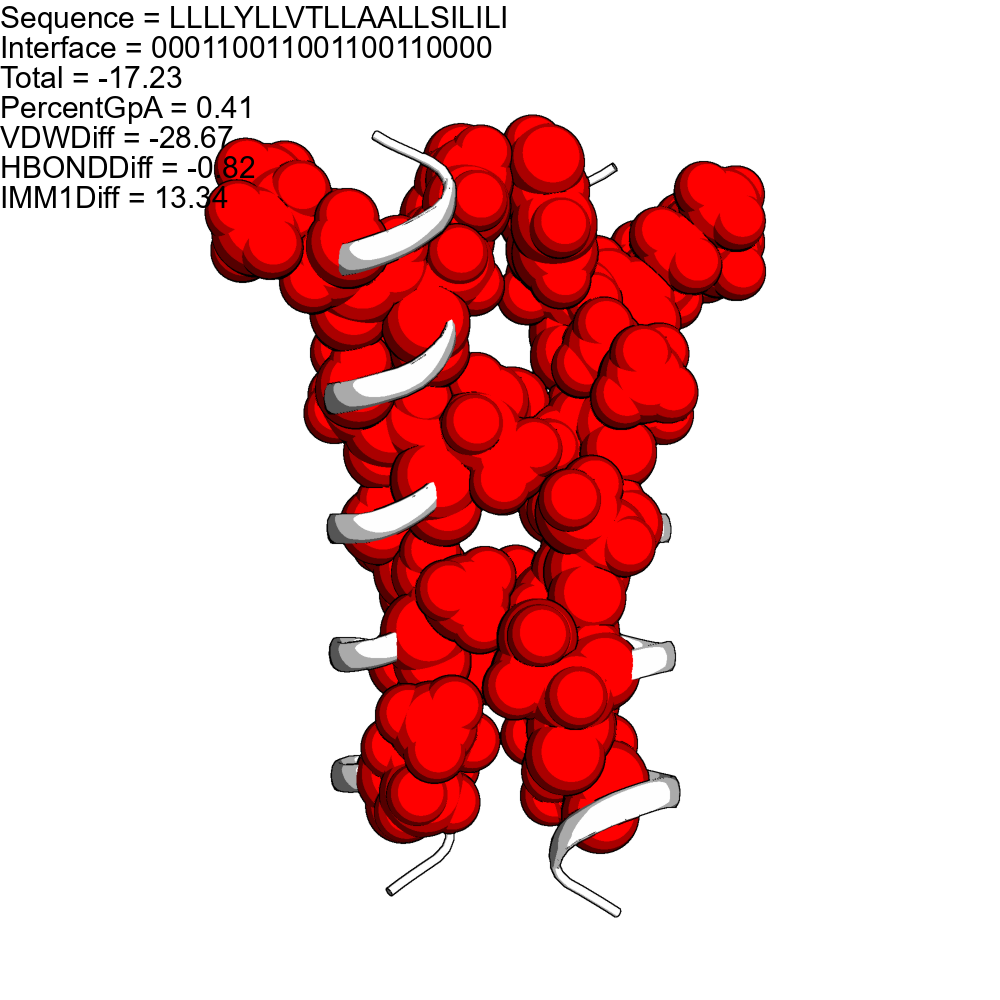 Sequence = LLLLYLLVTLLAALLSILILI
Interface = 000110011001100110000
Total = -17.23
PercentGpA = 0.41
VDWDiff = -28.67
HBONDDiff = -0.82
IMM1Diff = 13.34